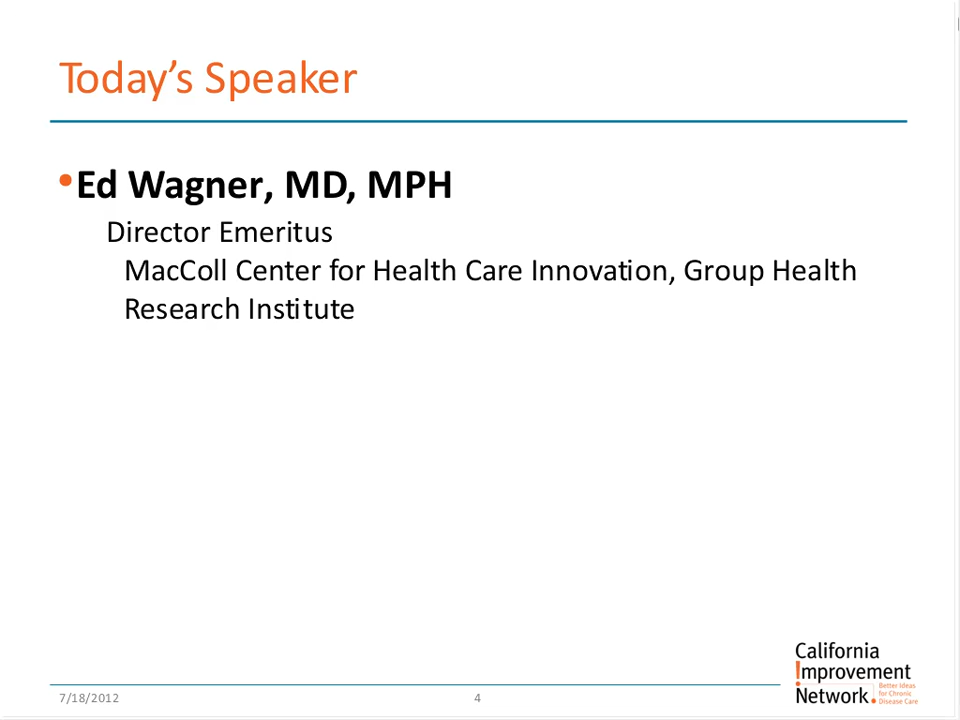 Today’s Speaker
•Ed Wagner, MD, MPH
Director Emeritus
MacColl Center for Health Care Innovation, Group Health
Research Institute
7/18/2012
4
California
Improvement
Network.
Better Ideas
for Chronic
Disease Care